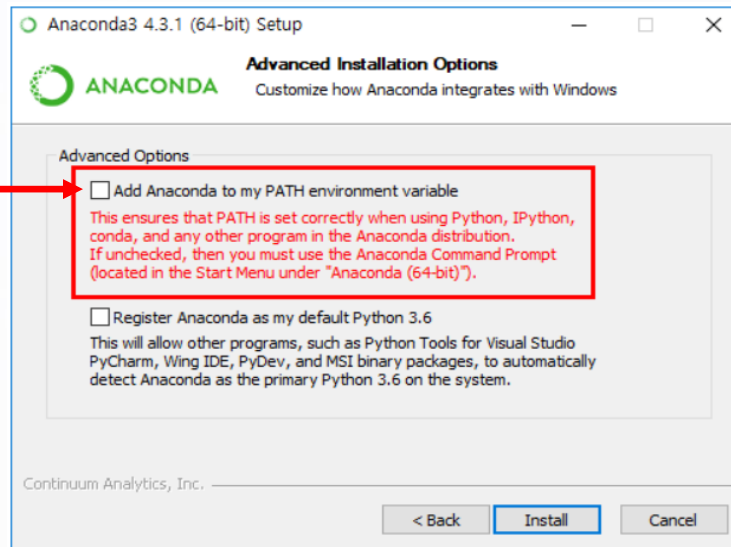 Anaconda3 4.3.1 (64-bit) Setup
ANACONDA
Advanced Installation Options
Customize how Anaconda integrates with Windows
Advanced Options
Add Anaconda to my PATH environment variable
This ensures that PATH is set correctly when using Python, IPython,
conda, and any other program in the Anaconda distribution.
If unchecked, then you must use the Anaconda Command Prompt
(located in the Start Menu under "Anaconda (64-bit)").
Register Anaconda as my default Python 3.6
This will allow other programs, such as Python Tools for Visual Studio
PyCharm, Wing IDE, PyDev, and MSI binary packages, to automatically
detect Anaconda as the primary Python 3.6 on the system.
Continuum Analytics, Inc.
< Back
Install
Cancel